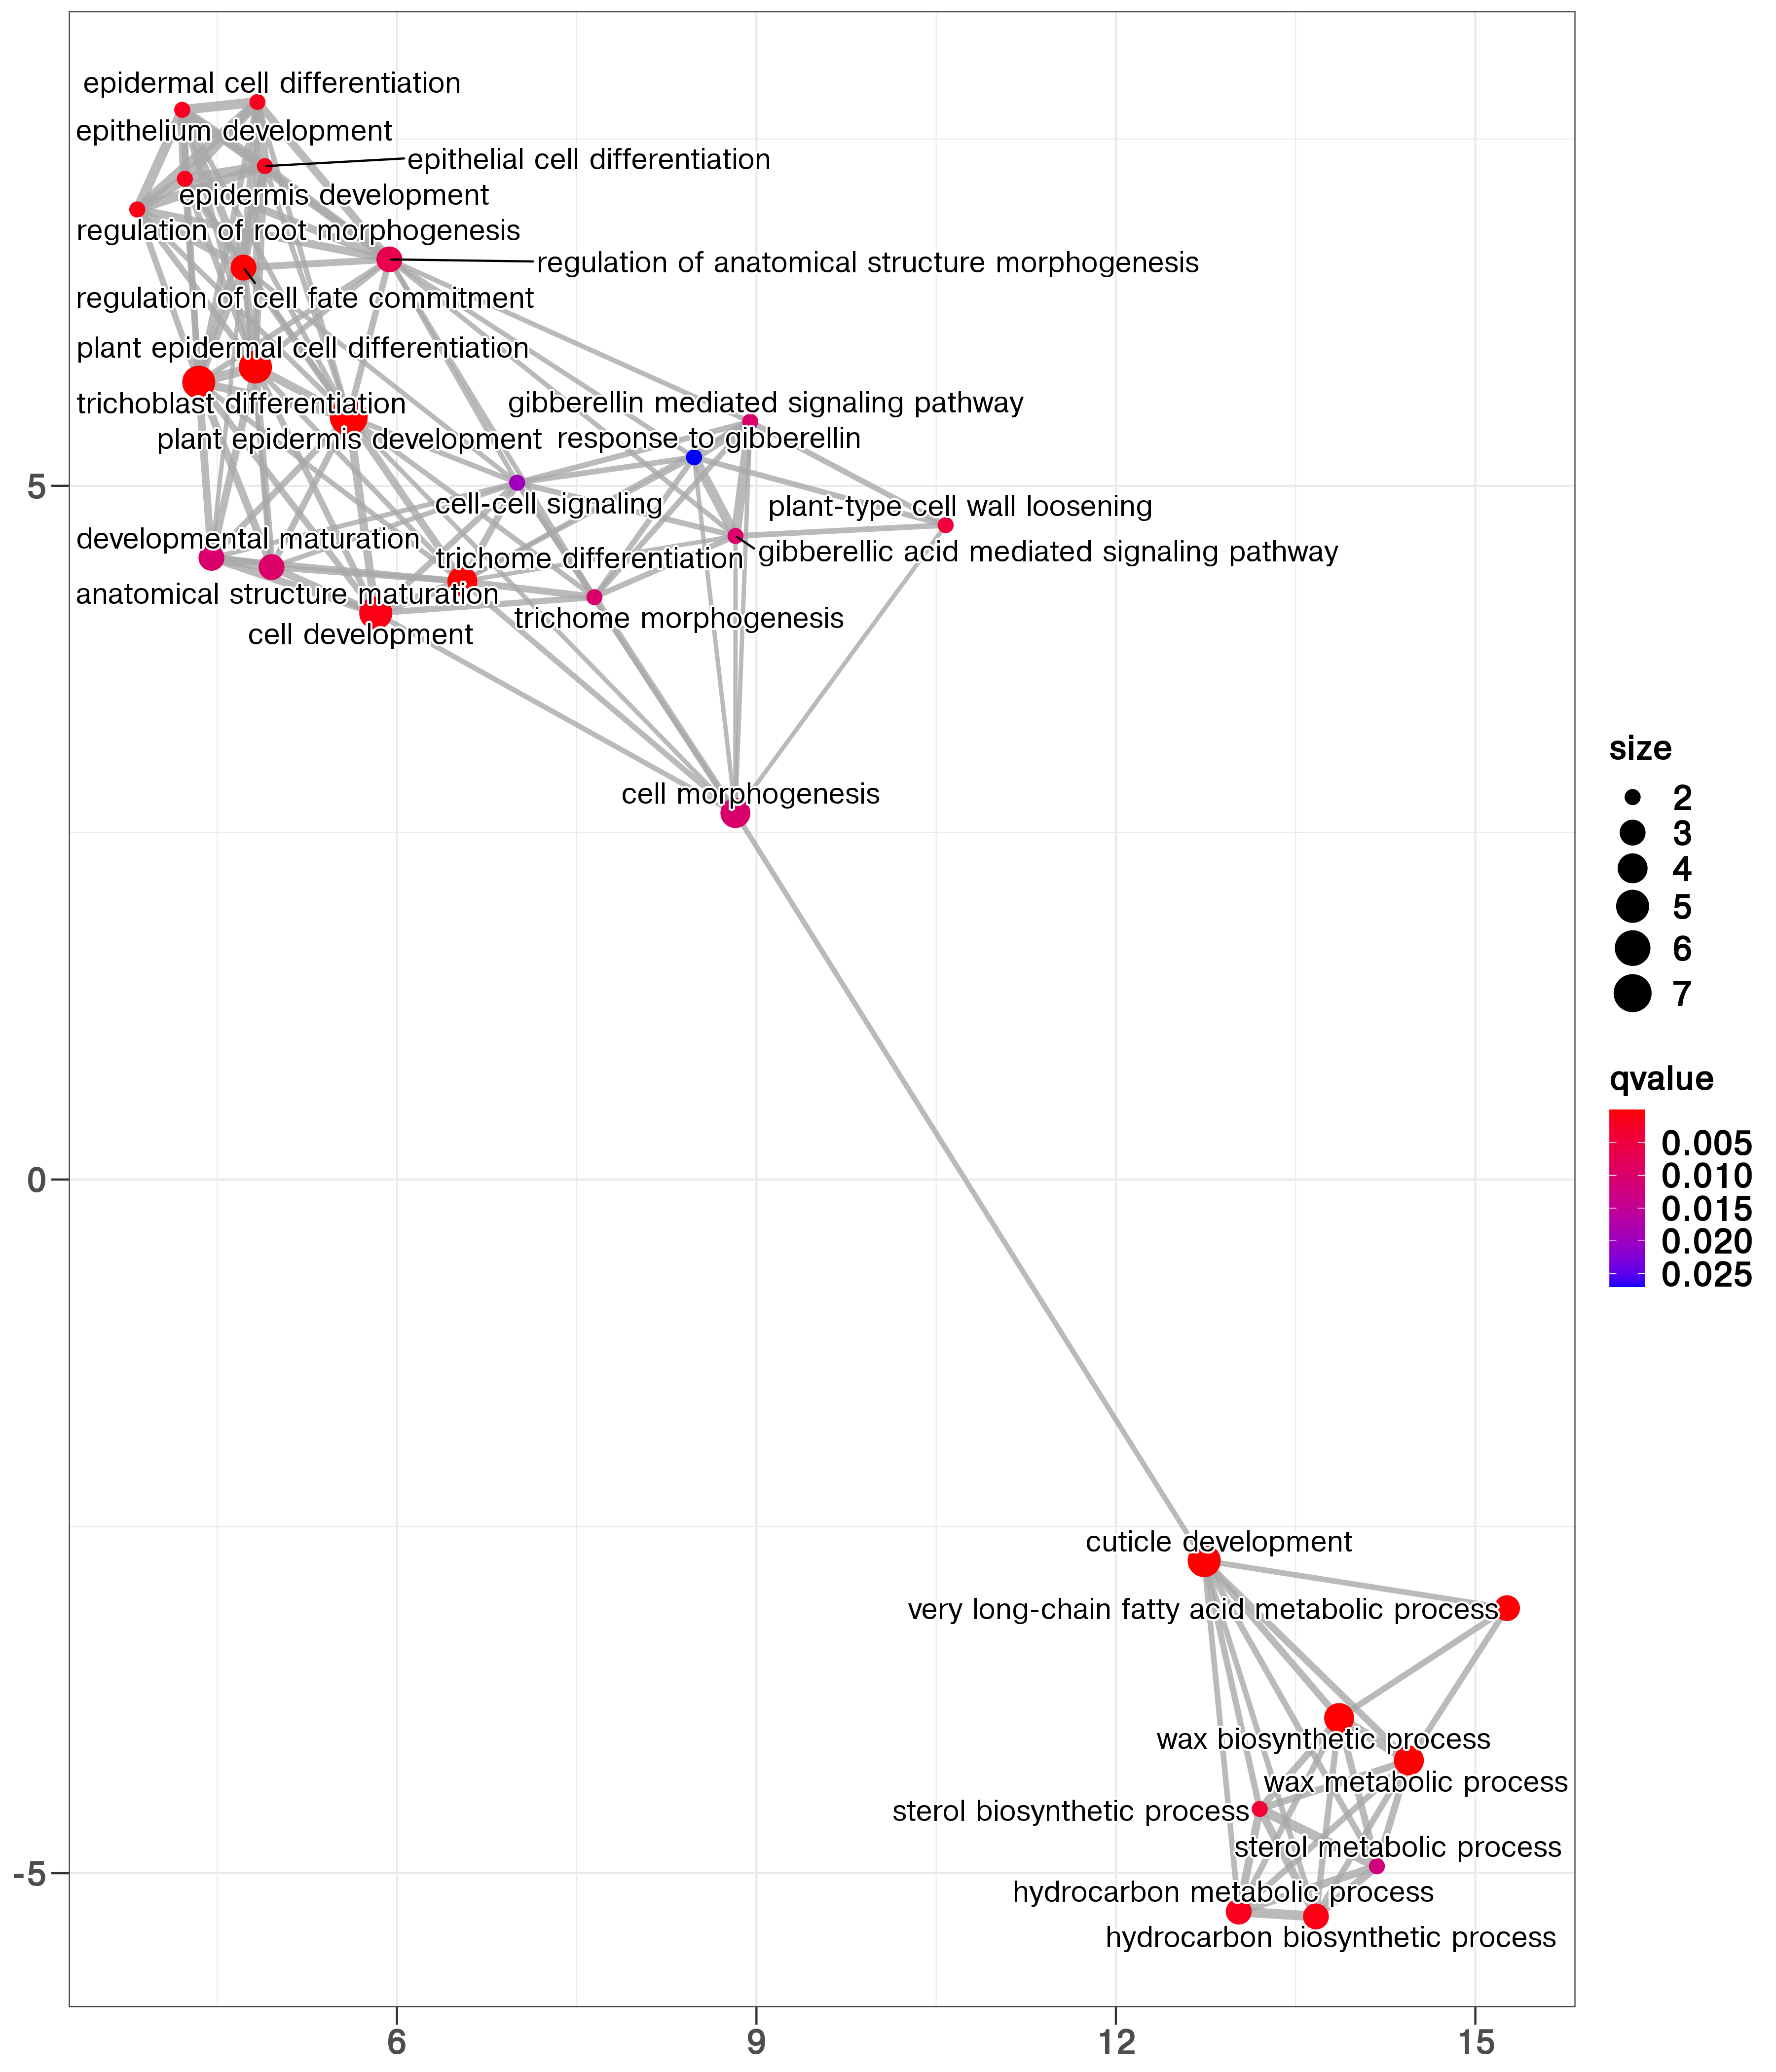 epidermal cell differentiation
epithelium development
epithelial cell differentiation
epidermis development
regulation of root morphogenesis
regulation of anatomical structure morphogenesis
regulation of cell fate commitment
plant epidermal cell differentiation
trichoblast differentiation
gibberellin mediated signaling pathway
plant epidermis development
response to gibberellin
5
cell-cell signaling
plant-type cell wall loosening
developmental maturation
trichome differentiation
gibberellic acid mediated signaling pathway
anatomical structure maturation
trichome morphogenesis
cell development
cell morphogenesis
size
2
3
4
5
6
7
qvalue
0.005
0.010
0.015
0.020
0.025
0
cuticle development
very long-chain fatty acid metabolic process
wax biosynthetic process
wax metabolic process
sterol biosynthetic process
sterol metabolic process
-5
hydrocarbon metabolic process
hydrocarbon biosynthetic process
6
9
12
15